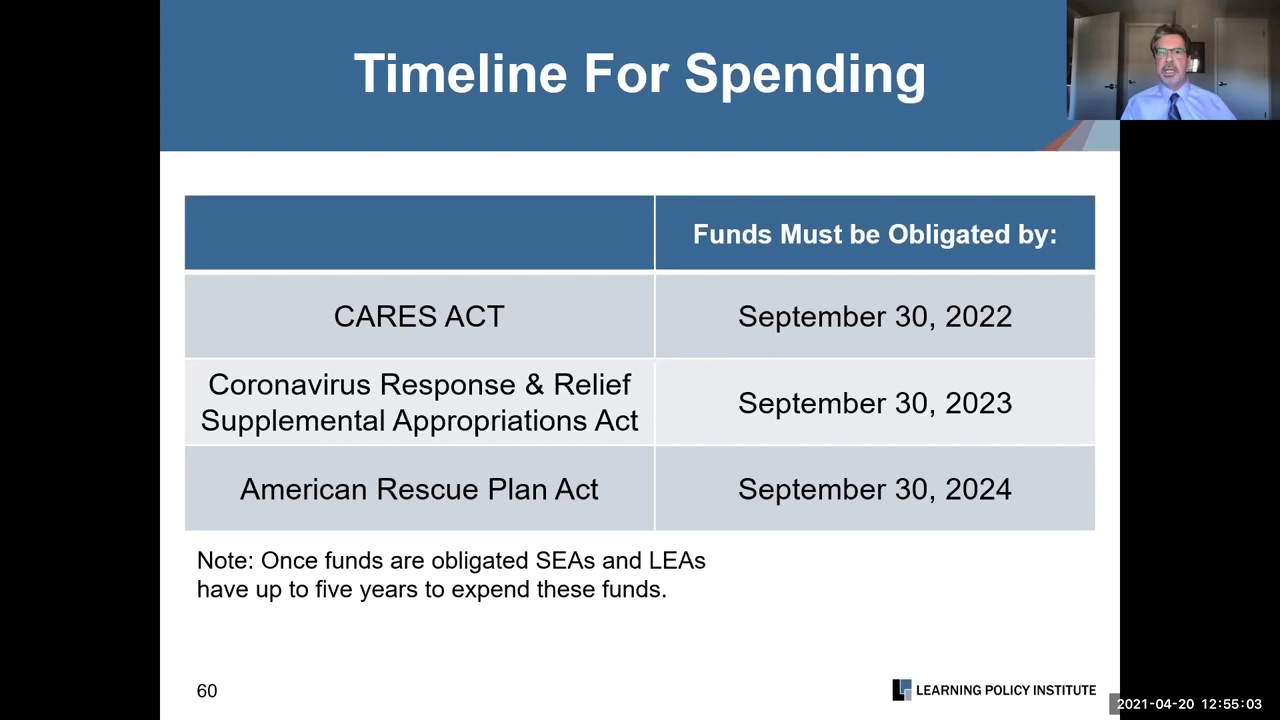 Timeline For Spending
Funds Must be Obligated by:
CARES ACT
September 30, 2022
Coronavirus Response & Relief
Supplemental Appropriations Act
September 30, 2023
American Rescue Plan Act
September 30, 2024
Note: Once funds are obligated SEAs and LEAs
have up to five years to expend these funds.
60
LEARNING POLICY INSTITUTE
2021-04-20 12:55:03